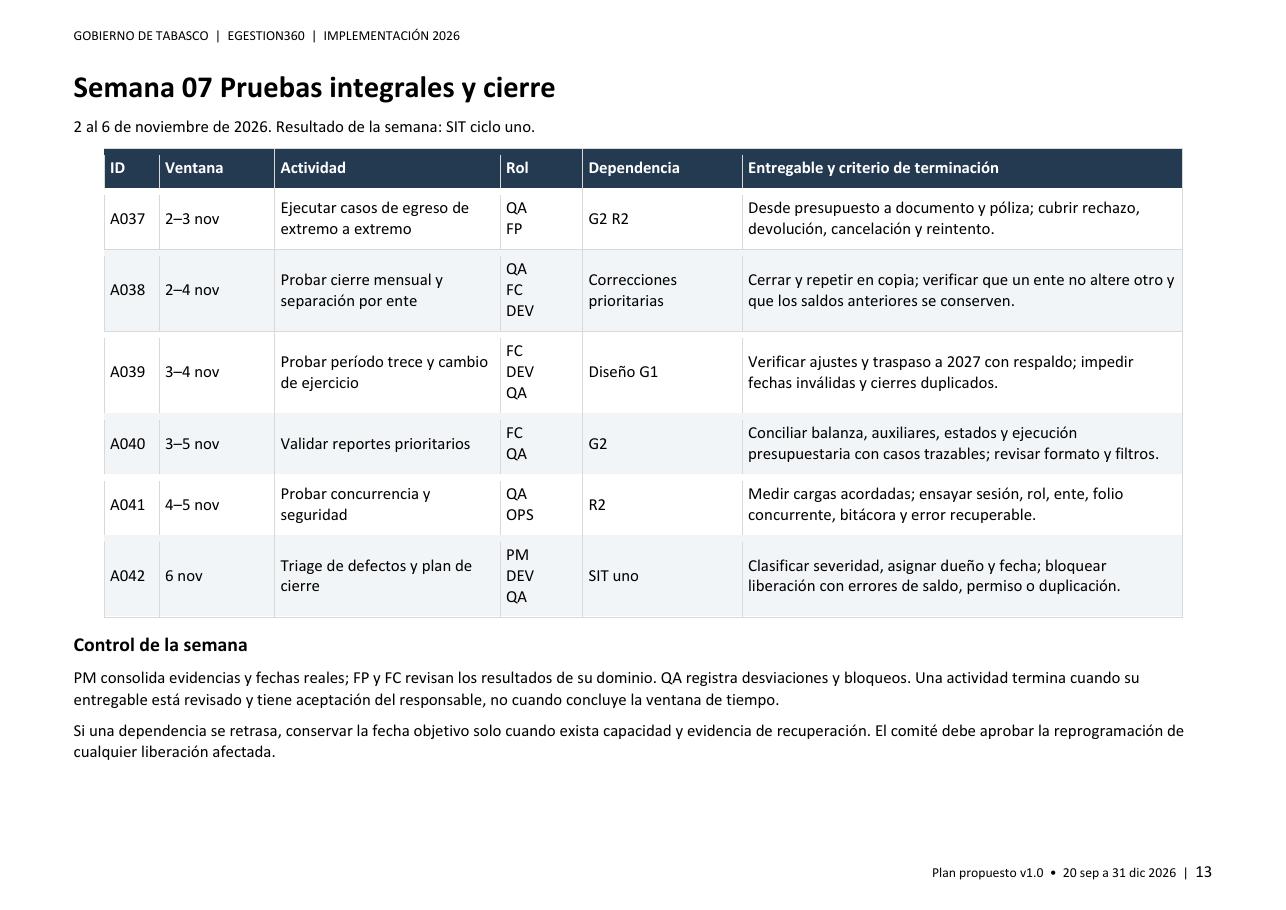 GOBIERNO DE TABASCO | EGESTION360 | IMPLEMENTACIÓN 2026
Semana 07 Pruebas integrales y cierre
2 al 6 de noviembre de 2026. Resultado de la semana: SIT ciclo uno.
ID Ventana Actividad Rol Dependencia Entregable y criterio de terminación
A037 2–3 nov Ejecutar casos de egreso de extremo a extremo QA FP G2 R2 Desde presupuesto a documento y póliza; cubrir rechazo, devolución, cancelación y reintento.
A038 2–4 nov Probar cierre mensual y separación por ente QA FC DEV Correcciones prioritarias Cerrar y repetir en copia; verificar que un ente no altere otro y que los saldos anteriores se conserven.
A039 3–4 nov Probar período trece y cambio de ejercicio FC DEV QA Diseño G1 Verificar ajustes y traspaso a 2027 con respaldo; impedir fechas inválidas y cierres duplicados.
A040 3–5 nov Validar reportes prioritarios FC QA G2 Conciliar balanza, auxiliares, estados y ejecución presupuestaria con casos trazables; revisar formato y filtros.
A041 4–5 nov Probar concurrencia y seguridad QA OPS R2 Medir cargas acordadas; ensayar sesión, rol, ente, folio concurrente, bitácora y error recuperable.
A042 6 nov Triage de defectos y plan de cierre PM DEV QA SIT uno Clasificar severidad, asignar dueño y fecha; bloquear liberación con errores de saldo, permiso o duplicación.
Control de la semana
PM consolida evidencias y fechas reales; FP y FC revisan los resultados de su dominio. QA registra desviaciones y bloqueos. Una actividad termina cuando su
entregable está revisado y tiene aceptación del responsable, no cuando concluye la ventana de tiempo.
Si una dependencia se retrasa, conservar la fecha objetivo solo cuando exista capacidad y evidencia de recuperación. El comité debe aprobar la reprogramación de
cualquier liberación afectada.
Plan propuesto v1.0 • 20 sep a 31 dic 2026 | 13